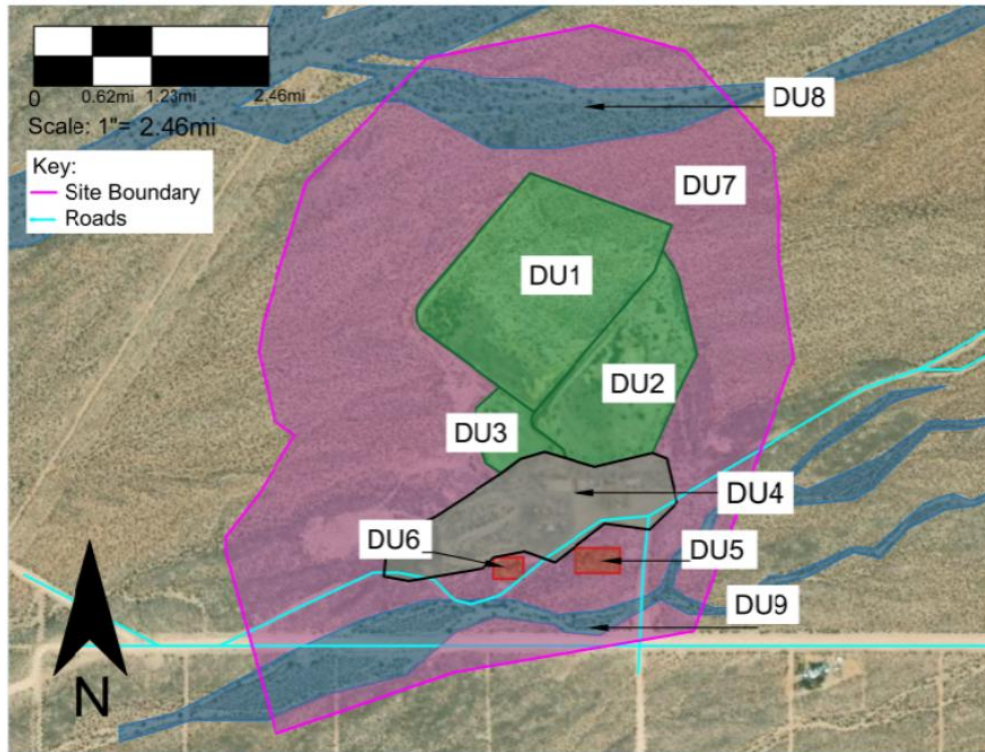 0 0.62mi 1.23mi 2.46mi
Scale: 1"= 2.46mi
Key:
Site Boundary
Roads
DU8
DU7
DU1
DU2
DU3
DU4
DU6
DU5
DU9
N